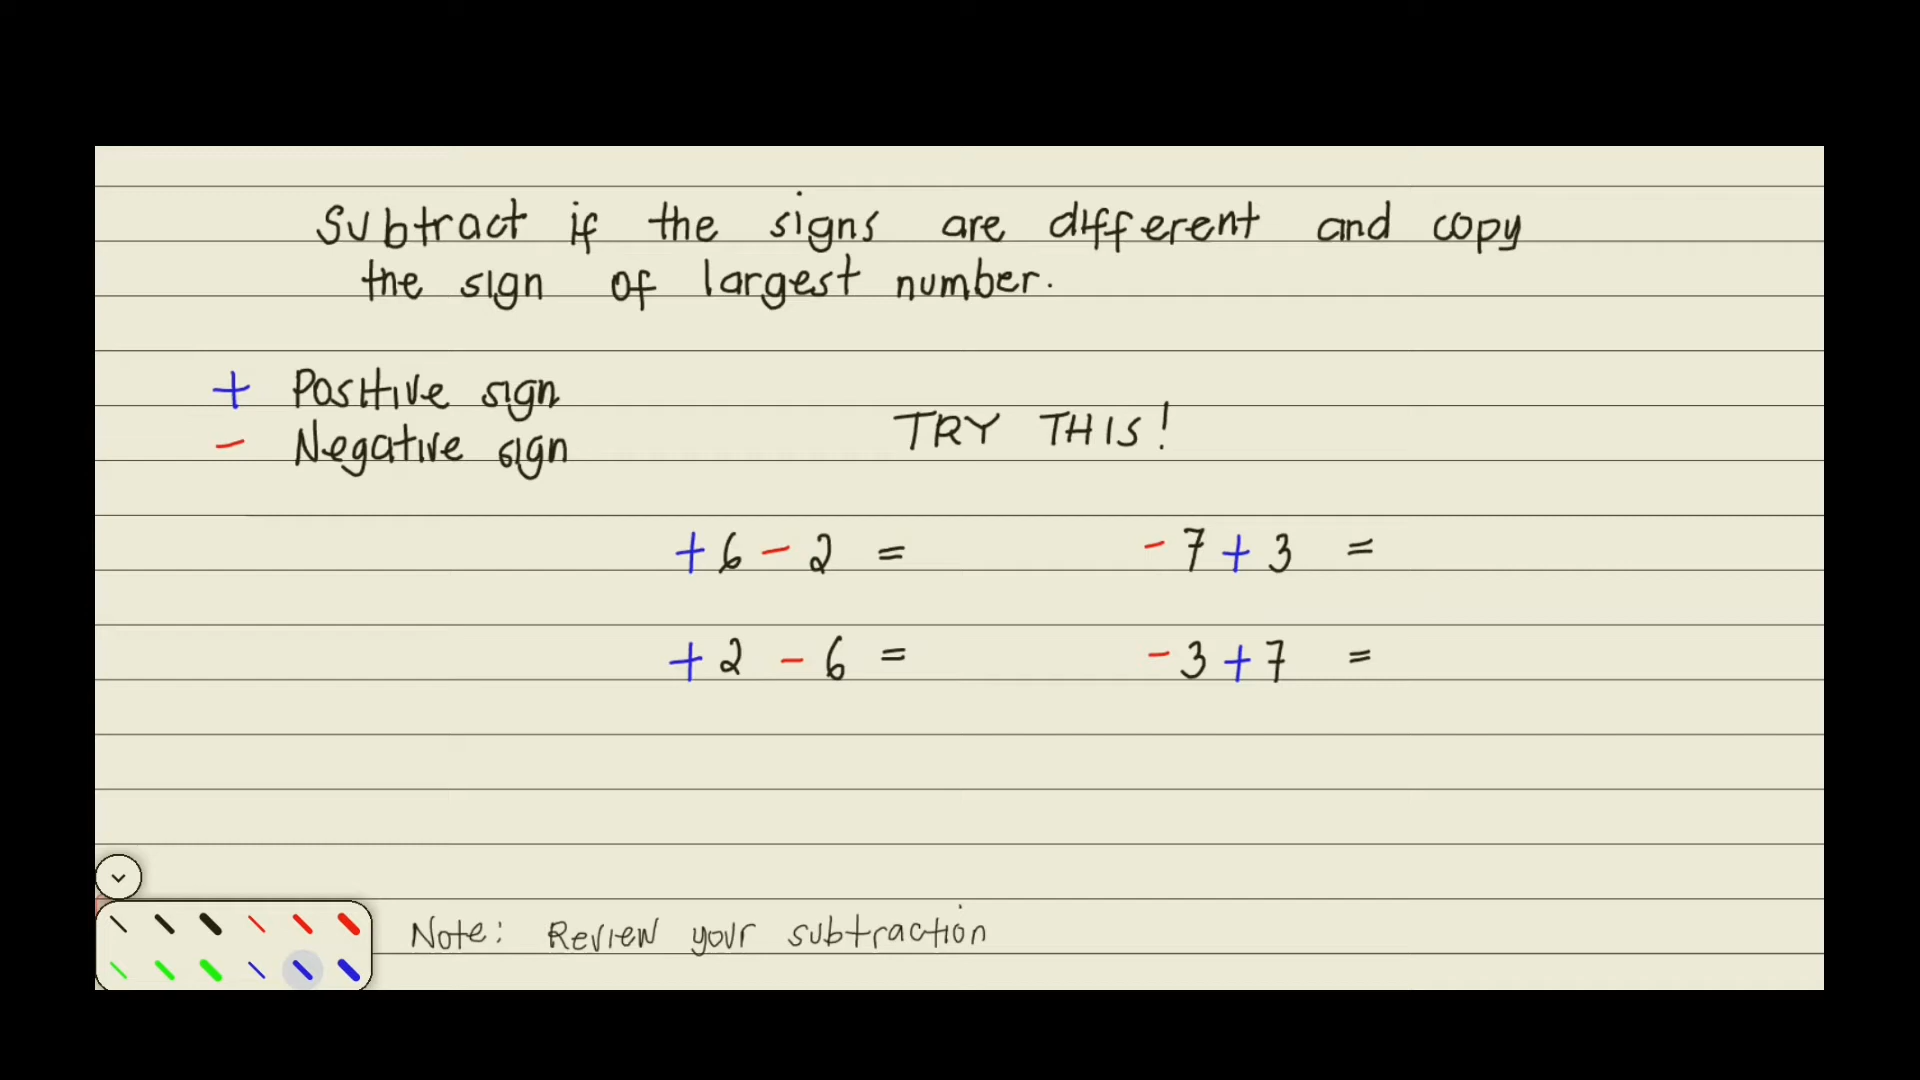 Subtract if the signs are different and copy
the sign of largest number.
+ Positive sign
- Negative sign
TRY THIS!
+6-2 =
-7+3 =
+2 - 6 =
-3+7 =
Note: Review your subtraction